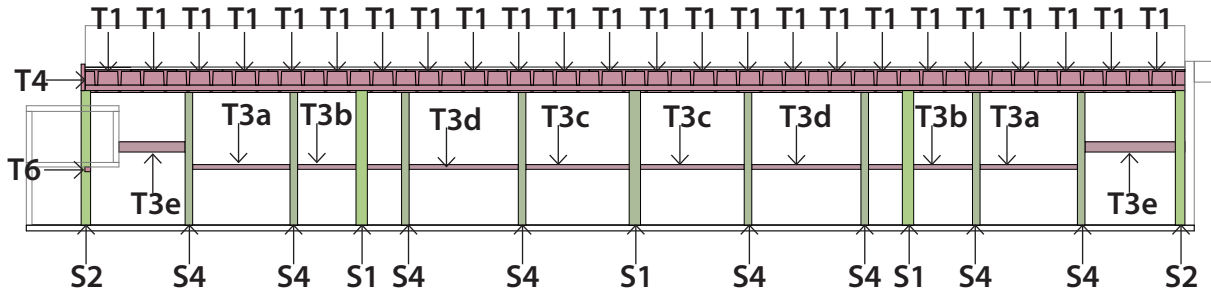 T1 T1 T1 T1 T1 T1 T1 T1 T1 T1 T1 T1 T1 T1 T1 T1 T1 T1 T1 T1 T1 T1 T1 T1
T4
T3a T3b T3d T3c T3c T3d T3b T3a
T6
T3e T3e
S2 S4 S4 S1 S4 S4 S1 S4 S4 S1 S4 S4 S2